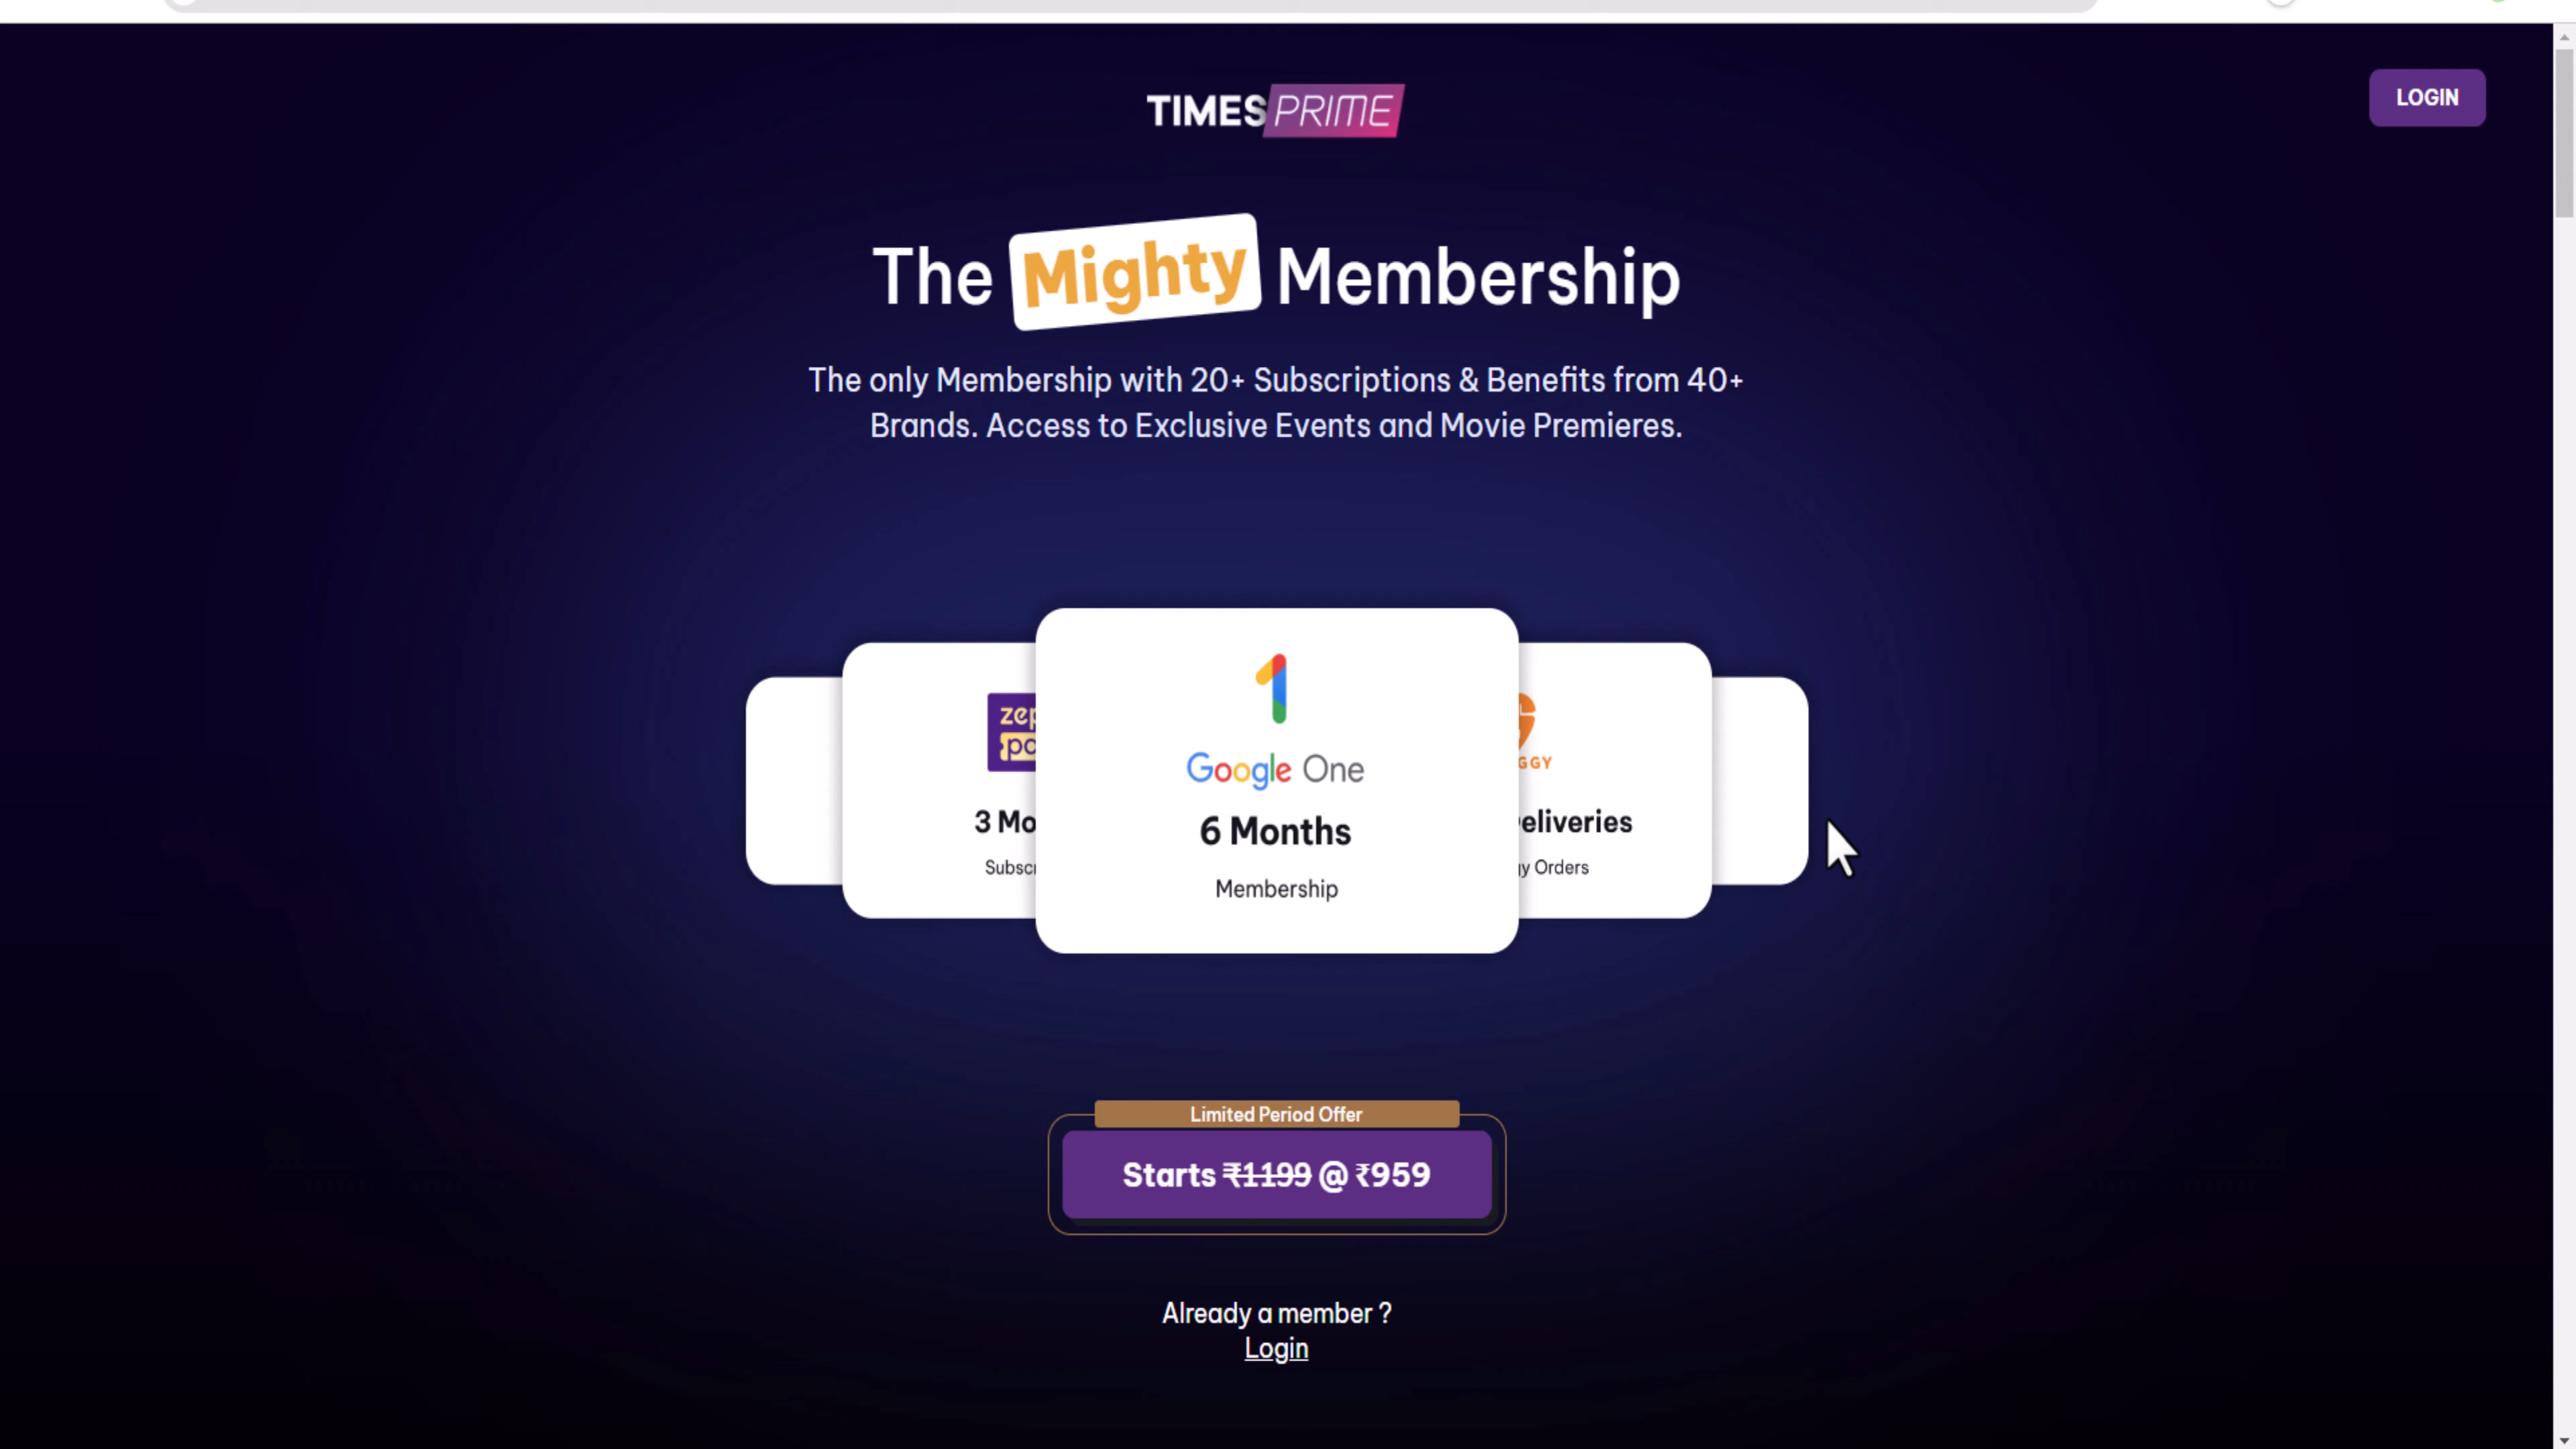 TIMES PRIME
LOGIN
The Mighty Membership
The only Membership with 20+ Subscriptions & Benefits from 40+
Brands. Access to Exclusive Events and Movie Premieres.
Google One
6 Months
Membership
3
Orders
Limited Period Offer
Starts ₹1199 @ ₹959
Already a member ?
Login